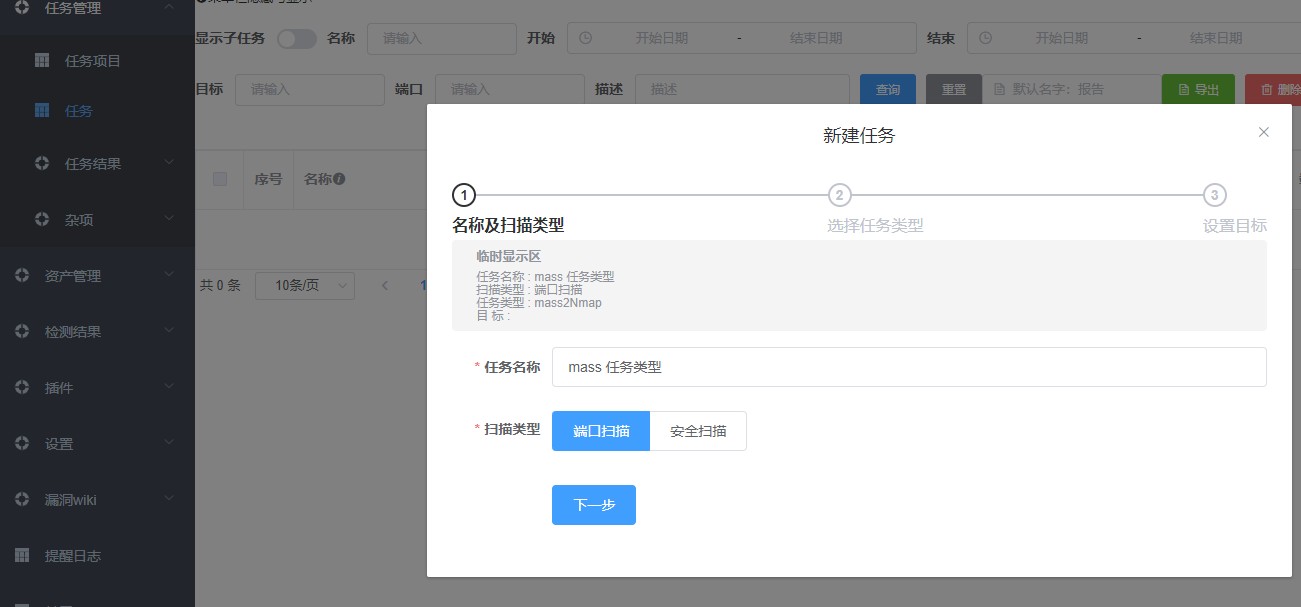 任务管理
任务项目
任务
任务结果
杂项
资产管理
检测结果
插件
设置
漏洞wiki
提醒日志
显示子任务 名称 请输入 开始 开始日期 - 结束日期 结束 开始日期 - 结束日期
目标 请输入 端口 请输入 描述 描述 查询 重置 默认名字：报告 导出 删除
序号 名称
共 0 条 10条/页 1
新建任务
1 2 3
名称及扫描类型 选择任务类型 设置目标
临时显示区
任务名称 : mass 任务类型
扫描类型 : 端口扫描
任务类型 : mass2Nmap
目 标 :
* 任务名称 mass 任务类型
* 扫描类型 端口扫描 安全扫描
下一步